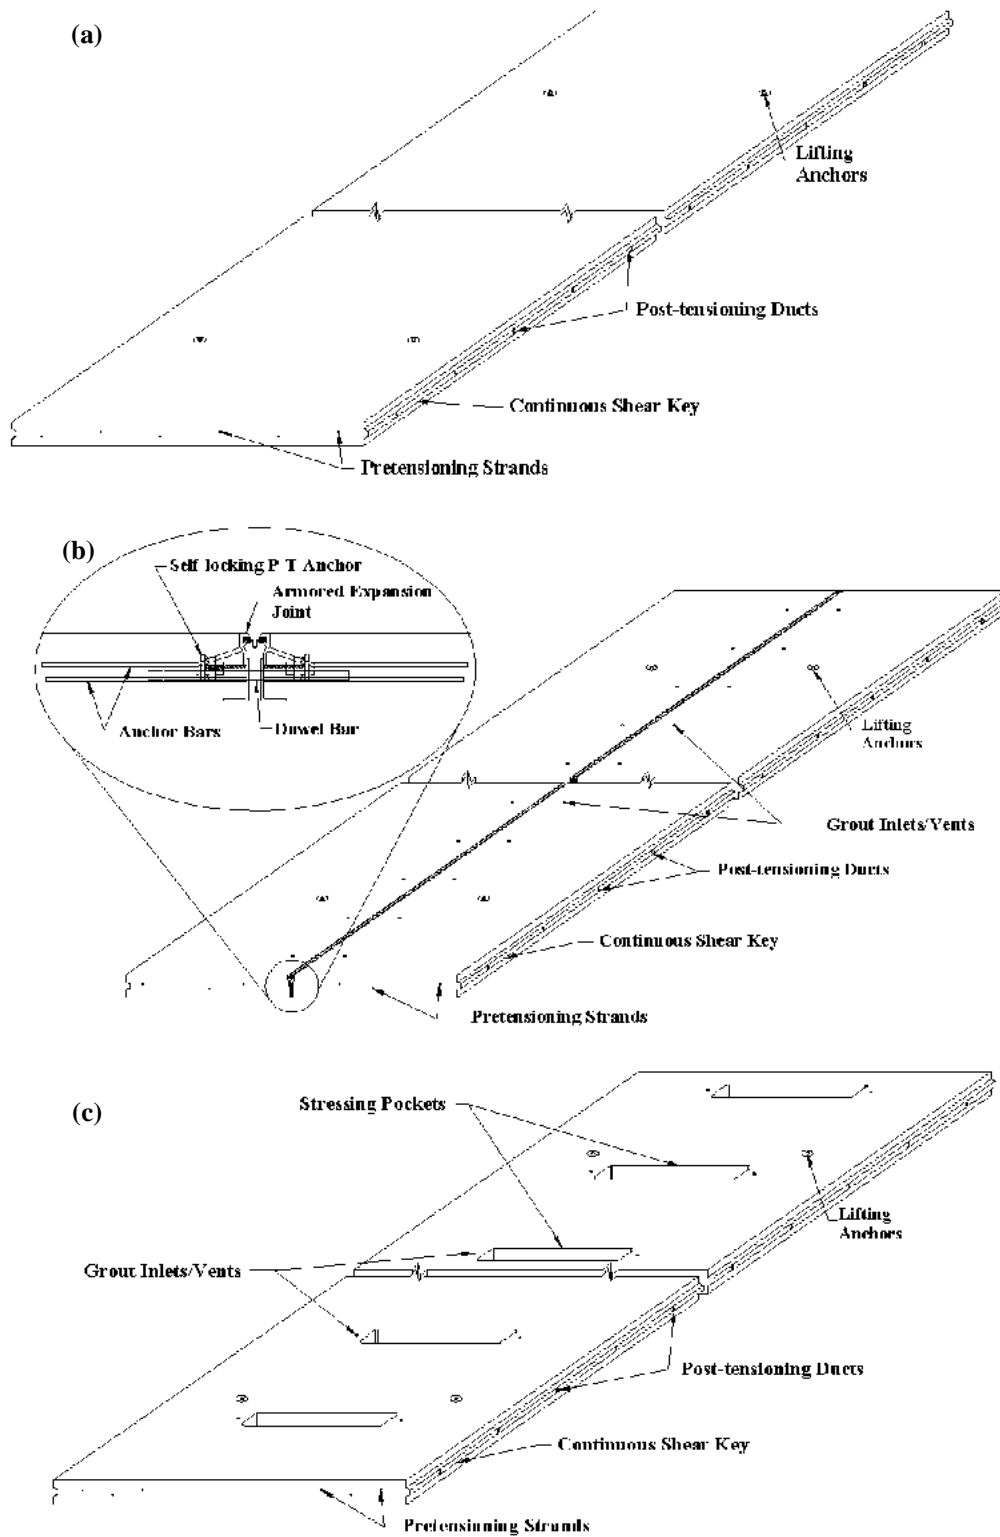 (a)
Lifting
Anchors
Post-tensioning Ducts
Continuous Shear Key
Pretensioning Strands
(b)
Self locking P T Anchor
Armored Expansion
Joint
Anchor Bars
Dowel Bar
Lifting
Anchors
Grout Inlets/Vents
Post-tensioning Ducts
Continuous Shear Key
Pretensioning Strands
(c)
Stressing Pockets
Lifting
Anchors
Grout Inlets/Vents
Post-tensioning Ducts
Continuous Shear Key
Pretensioning Strands